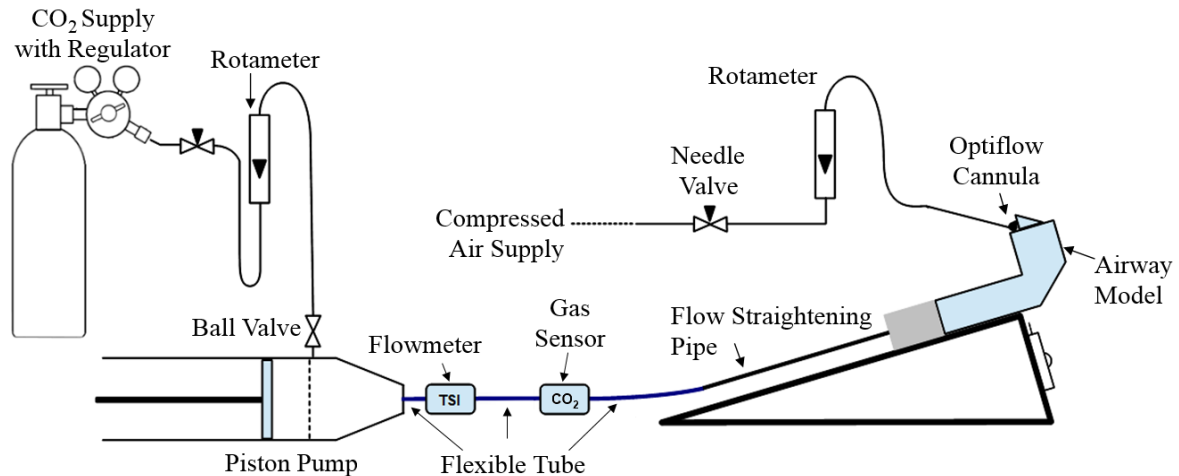 CO₂ Supply
with Regulator
Rotameter
Rotameter
Needle
Valve
Optiflow
Cannula
Compressed
Air Supply
Airway
Model
Ball Valve
Flowmeter
Gas
Sensor
Flow Straightening
Pipe
TSI
CO₂
Piston Pump
Flexible Tube